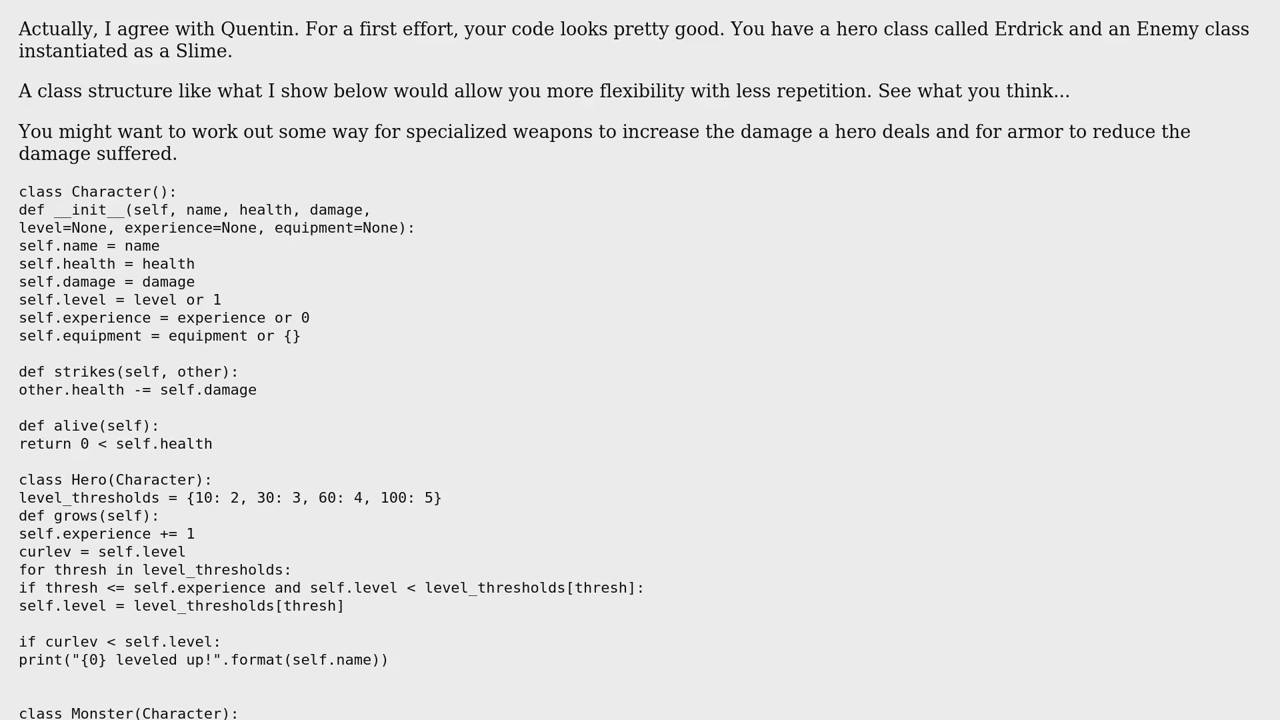 Actually, I agree with Quentin. For a first effort, your code looks pretty good. You have a hero class called Erdrick and an Enemy class
instantiated as a Slime.
A class structure like what I show below would allow you more flexibility with less repetition. See what you think...
You might want to work out some way for specialized weapons to increase the damage a hero deals and for armor to reduce the
damage suffered.
class Character():
def __init__(self, name, health, damage,
level=None, experience=None, equipment=None):
self.name = name
self.health = health
self.damage = damage
self.level = level or 1
self.experience = experience or 0
self.equipment = equipment or {}
def strikes(self, other):
other.health -= self.damage
def alive(self):
return 0 < self.health
class Hero(Character):
level_thresholds = {10: 2, 30: 3, 60: 4, 100: 5}
def grows(self):
self.experience += 1
curlev = self.level
for thresh in level_thresholds:
if thresh <= self.experience and self.level < level_thresholds[thresh]:
self.level = level_thresholds[thresh]
if curlev < self.level:
print("{0} leveled up!".format(self.name))
class Monster(Character):